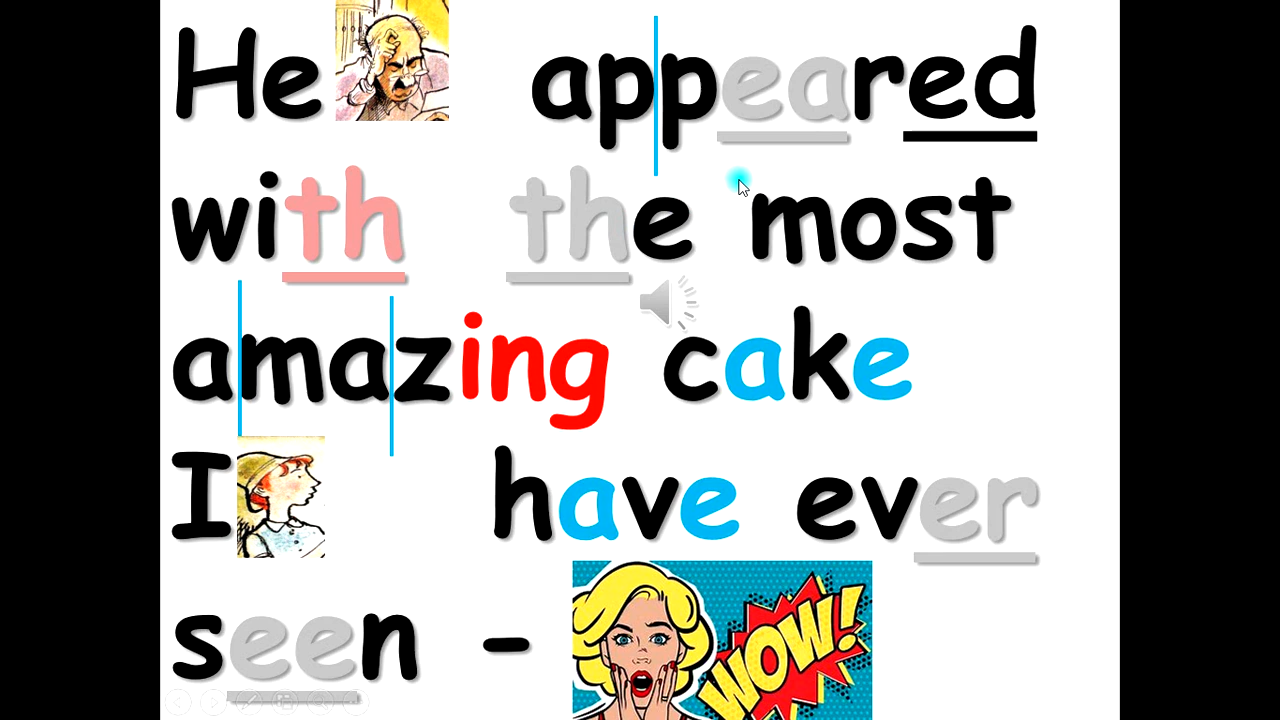 He appeared
with the most
amazing cake
I have ever
seen -
WOW!